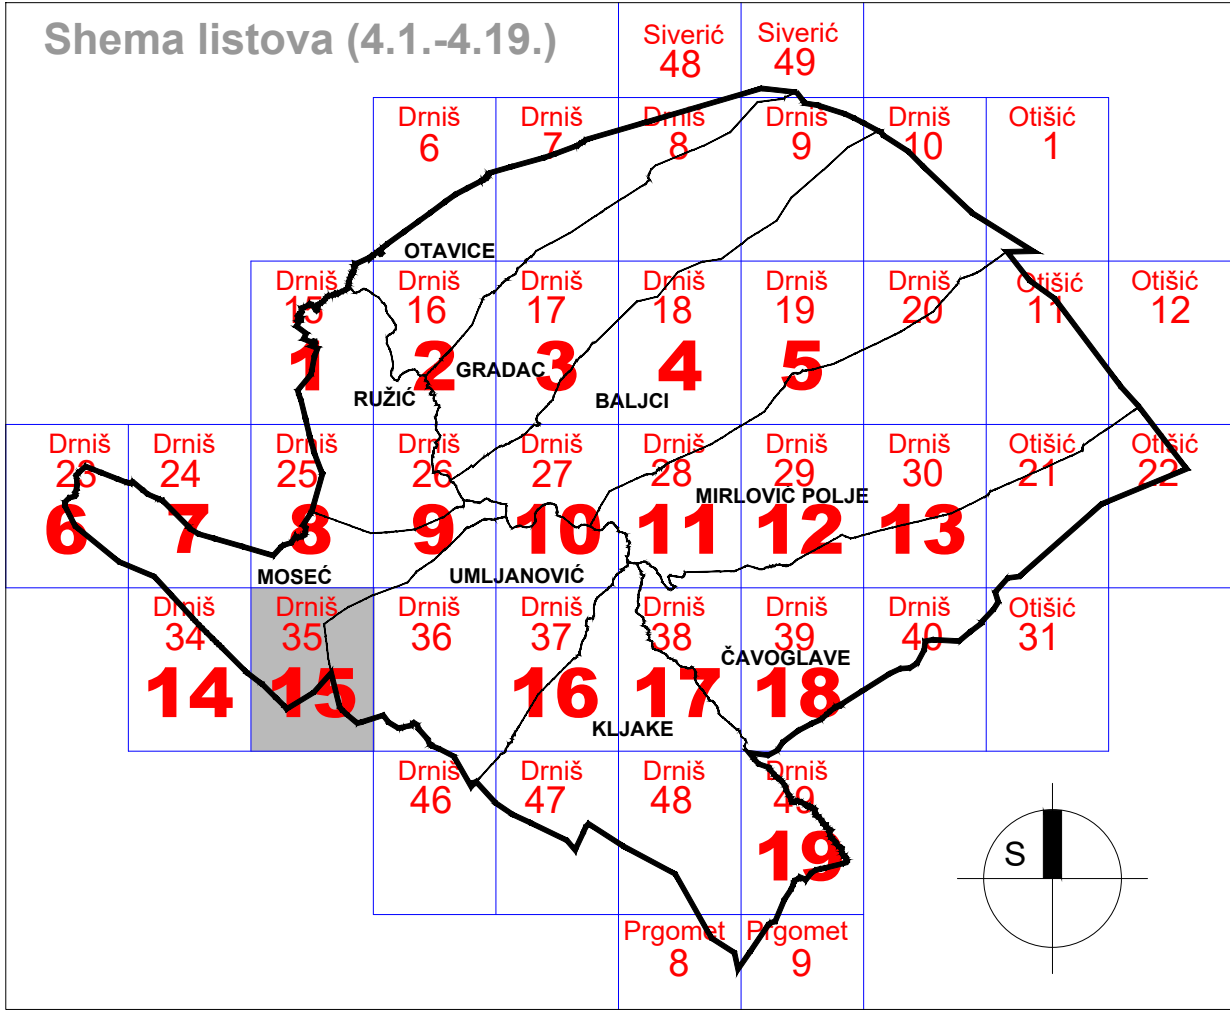 Shema listova (4.1.-4.19.)
Siverić
48
Siverić
49
Drniš
6
Drniš
7
Drniš
8
Drniš
9
Drniš
10
Otišić
1
OTAVICE
Drniš
15
Drniš
16
Drniš
17
Drniš
18
Drniš
19
Drniš
20
Otišić
11
Otišić
12
1
2
3
4
5
GRADAC
RUŽIĆ
BALJCI
Drniš
23
Drniš
24
Drniš
25
Drniš
26
Drniš
27
Drniš
28
Drniš
29
Drniš
30
Otišić
21
Otišić
22
MIRLOVIĆ POLJE
6
7
8
9
10
11
12
13
MOSEĆ
UMLJANOVIĆ
Drniš
34
Drniš
35
Drniš
36
Drniš
37
Drniš
38
Drniš
39
Drniš
40
Otišić
31
ČAVOGLAVE
14
15
16
17
18
KLJAKE
Drniš
46
Drniš
47
Drniš
48
Drniš
49
19
S
Prgomet
8
Prgomet
9